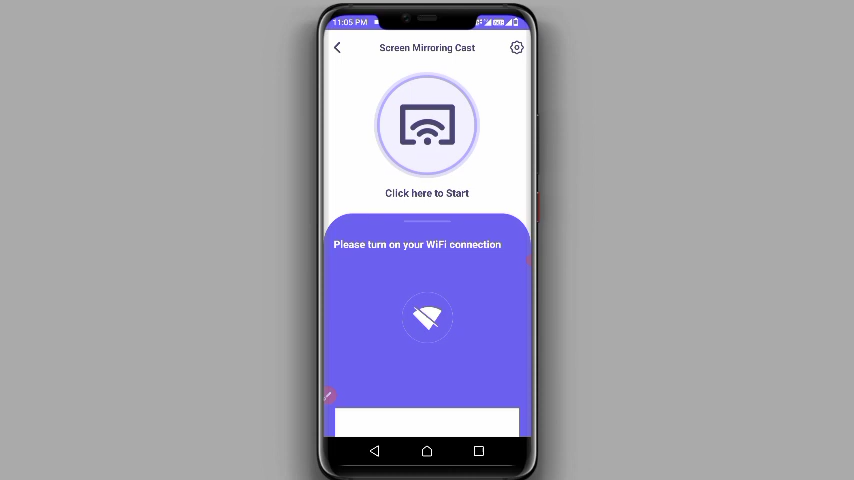 11:05 PM
Screen Mirroring Cast
Click here to Start
Please turn on your WiFi connection